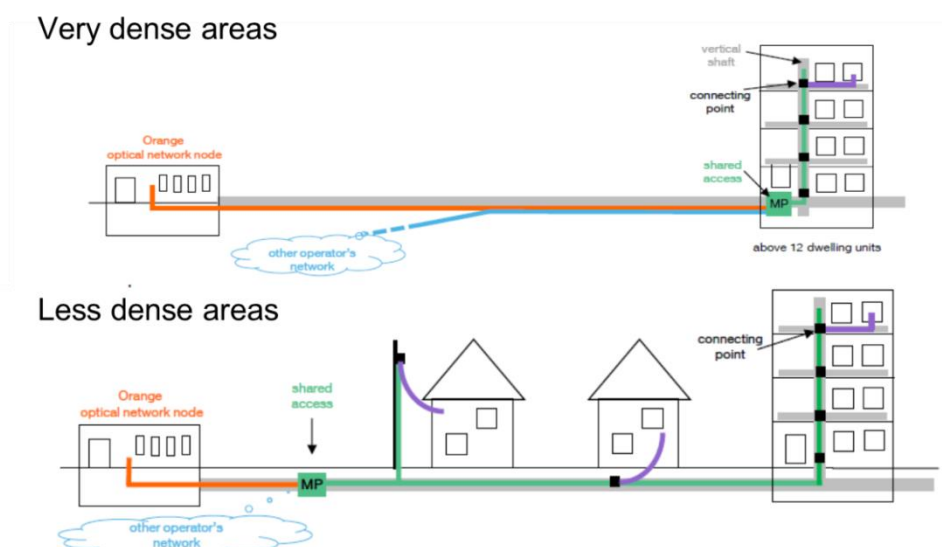 Very dense areas
vertical
shaft
connecting
point
Orange
optical network node
shared
access
MP
other operator's
network
above 12 dwelling units
Less dense areas
connecting
point
Orange
optical network node
shared
access
MP
other operator's
network